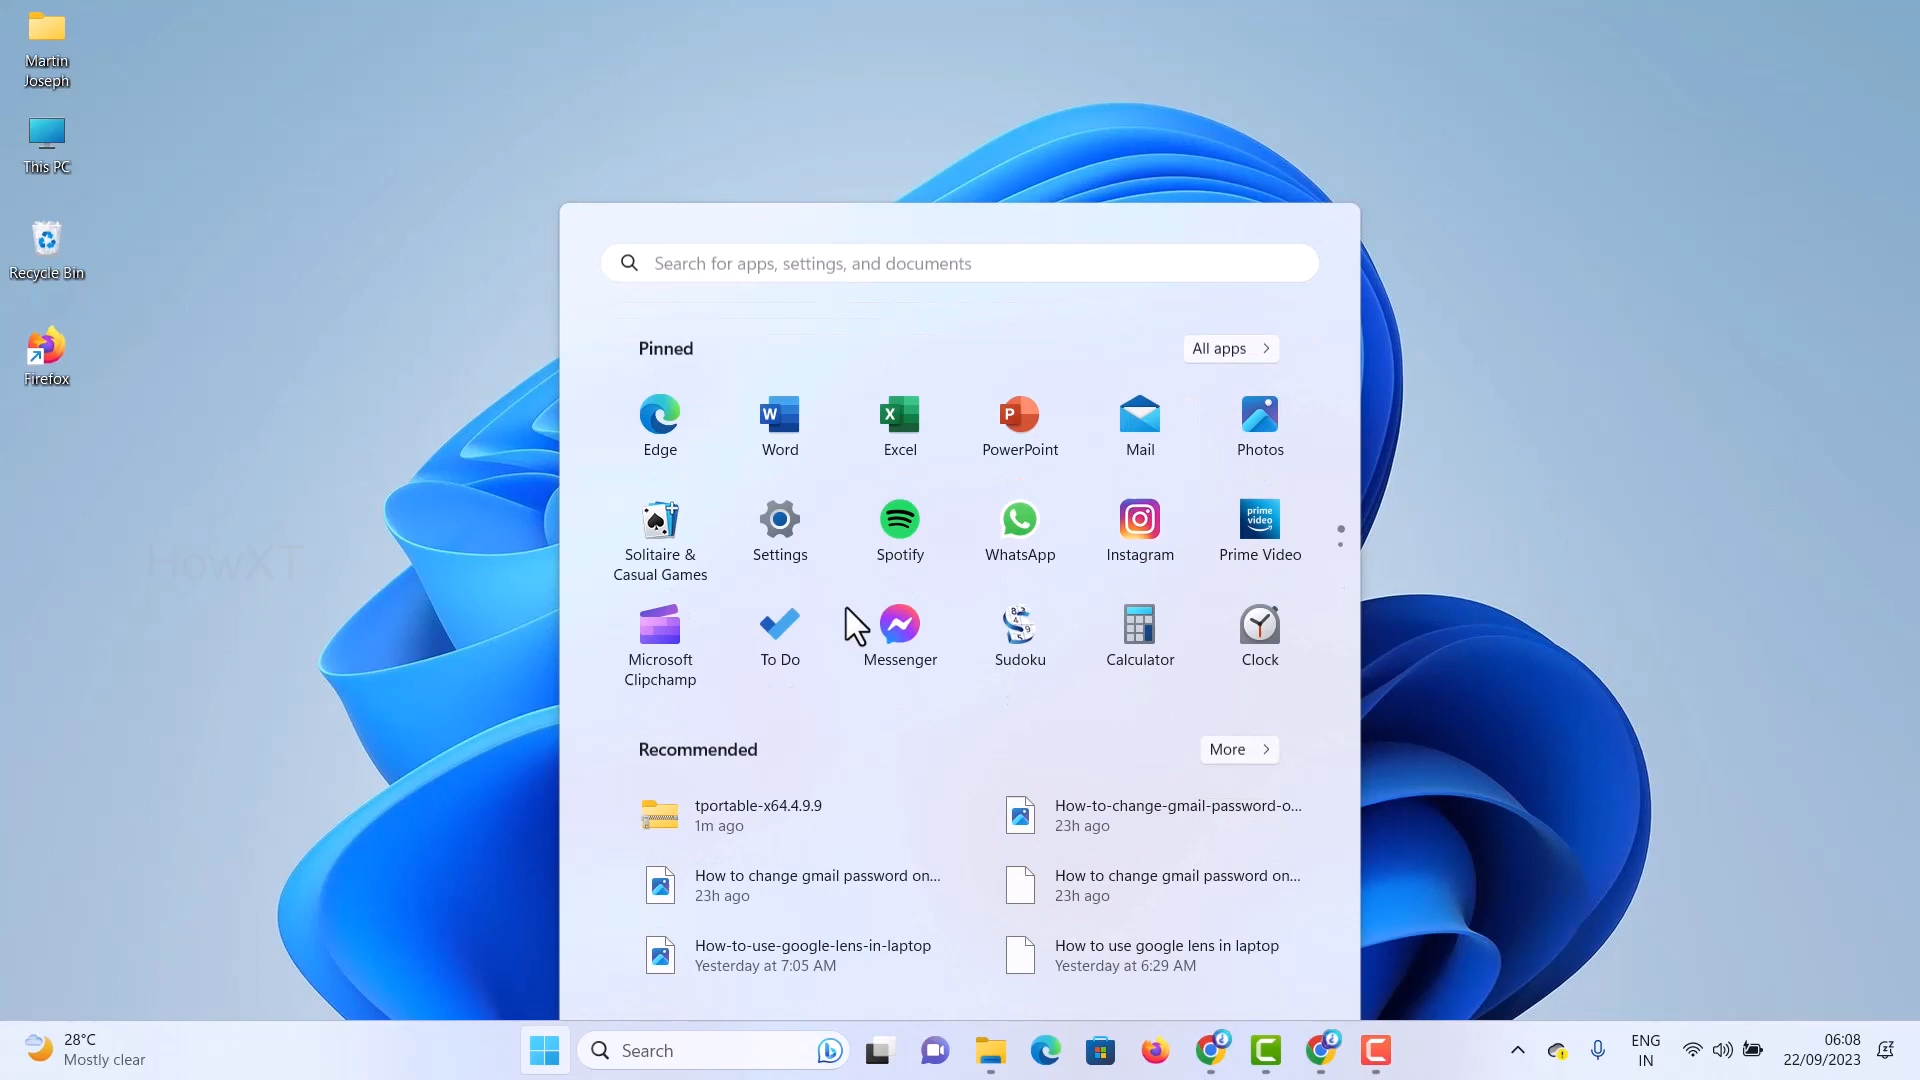 Martin
Joseph
This PC
Recycle Bin
Firefox
HowXT
Search for apps, settings, and documents
Pinned
All apps
Edge
Word
Excel
PowerPoint
Mail
Photos
Solitaire &
Casual Games
Settings
Spotify
WhatsApp
Instagram
prime
video
Prime Video
Microsoft
Clipchamp
To Do
Messenger
Sudoku
Calculator
Clock
Recommended
More
tportable-x64.4.9.9
1m ago
How-to-change-gmail-password-o...
23h ago
How to change gmail password on...
23h ago
How to change gmail password on...
23h ago
How-to-use-google-lens-in-laptop
Yesterday at 7:05 AM
How to use google lens in laptop
Yesterday at 6:29 AM
28°C
Mostly clear
Search
ENG
IN
06:08
22/09/2023